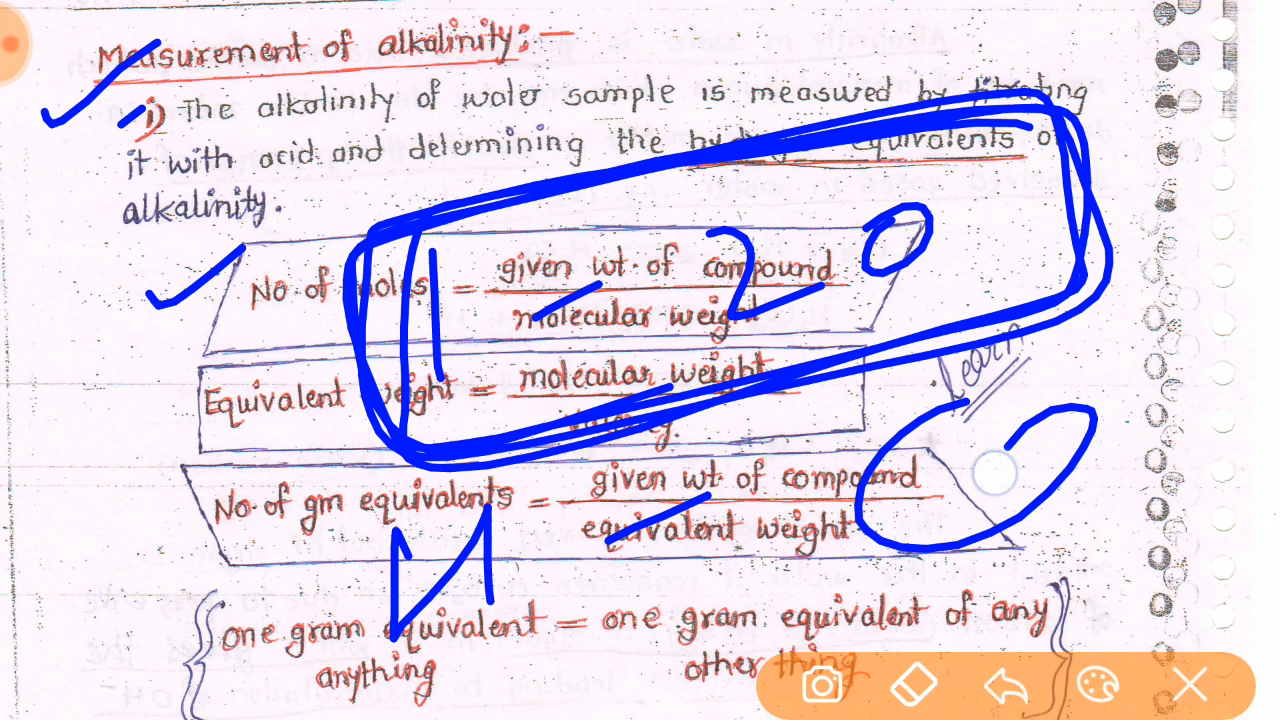 Measurement of alkalinity:-
i) The alkalinity of water sample is measured by titrating
it with acid and determining the equivalents of
alkalinity.
No. of moles = given wt. of compound
molecular weight
Equivalent weight = molecular weight
No. of gm equivalents = given wt. of compound
equivalent weight
Learn
one gram equivalent = one gram equivalent of any
anything other thing